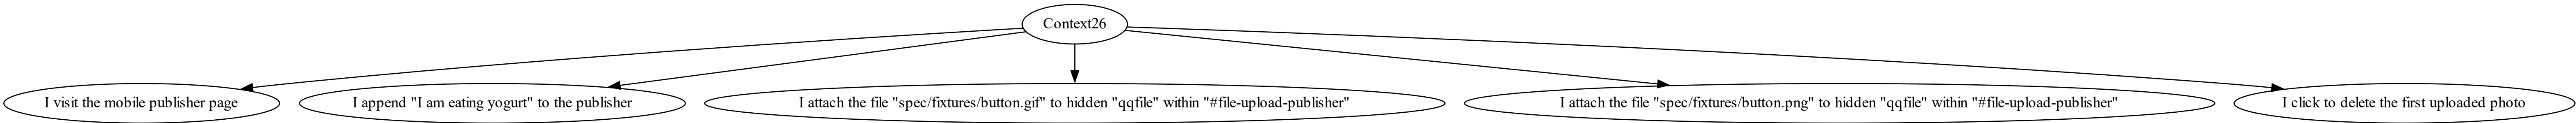 Context26
I visit the mobile publisher page
I append "I am eating yogurt" to the publisher
I attach the file "spec/fixtures/button.gif" to hidden "qqfile" within "#file-upload-publisher"
I attach the file "spec/fixtures/button.png" to hidden "qqfile" within "#file-upload-publisher"
I click to delete the first uploaded photo